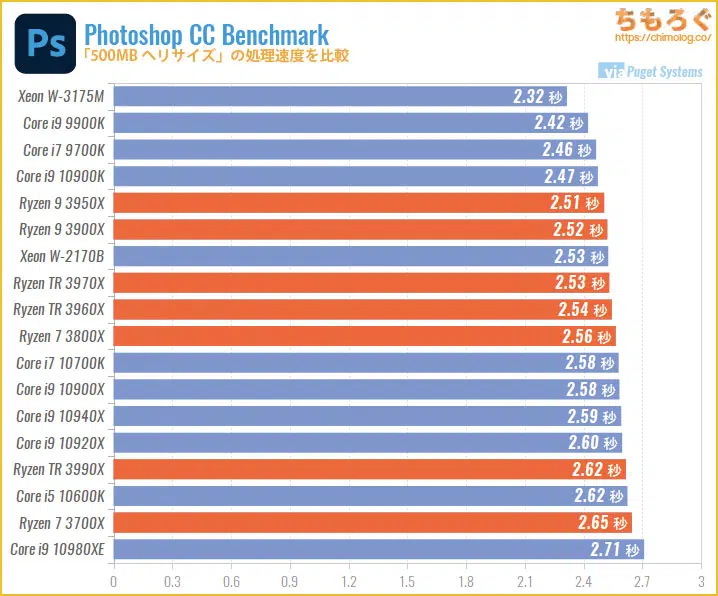 Ps
Photoshop CC Benchmark
「500MB へリサイズ」の処理速度を比較
ちもろぐ
https://chimolog.co/
via Puget Systems
Xeon W-3175M 2.32 秒
Core i9 9900K 2.42 秒
Core i7 9700K 2.46 秒
Core i9 10900K 2.47 秒
Ryzen 9 3950X 2.51 秒
Ryzen 9 3900X 2.52 秒
Xeon W-2170B 2.53 秒
Ryzen TR 3970X 2.53 秒
Ryzen TR 3960X 2.54 秒
Ryzen 7 3800X 2.56 秒
Core i7 10700K 2.58 秒
Core i9 10900X 2.58 秒
Core i9 10940X 2.59 秒
Core i9 10920X 2.60 秒
Ryzen TR 3990X 2.62 秒
Core i5 10600K 2.62 秒
Ryzen 7 3700X 2.65 秒
Core i9 10980XE 2.71 秒
0 0.3 0.6 0.9 1.2 1.5 1.8 2.1 2.4 2.7 3